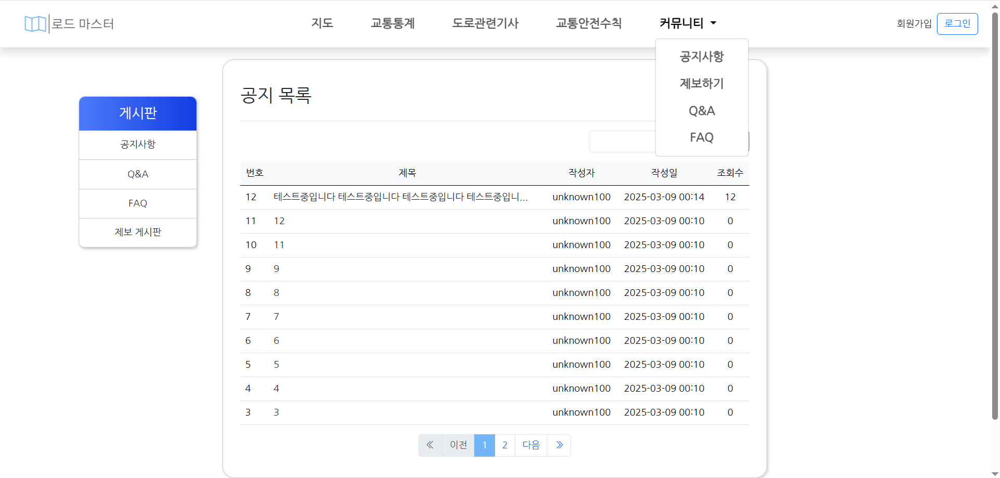 로드 마스터
지도 교통통계 도로관련기사 교통안전수칙 커뮤니티
회원가입 로그인
공지사항
제보하기
Q&A
FAQ
게시판
공지사항
Q&A
FAQ
제보 게시판
공지 목록
번호 제목 작성자 작성일 조회수
12 테스트중입니다 테스트중입니다 테스트중입니다 테스트중입니... unknown100 2025-03-09 00:14 12
11 12 unknown100 2025-03-09 00:10 0
10 11 unknown100 2025-03-09 00:10 0
9 9 unknown100 2025-03-09 00:10 0
8 8 unknown100 2025-03-09 00:10 0
7 7 unknown100 2025-03-09 00:10 0
6 6 unknown100 2025-03-09 00:10 0
5 5 unknown100 2025-03-09 00:10 0
4 4 unknown100 2025-03-09 00:10 0
3 3 unknown100 2025-03-09 00:10 0
« 이전 1 2 다음 »